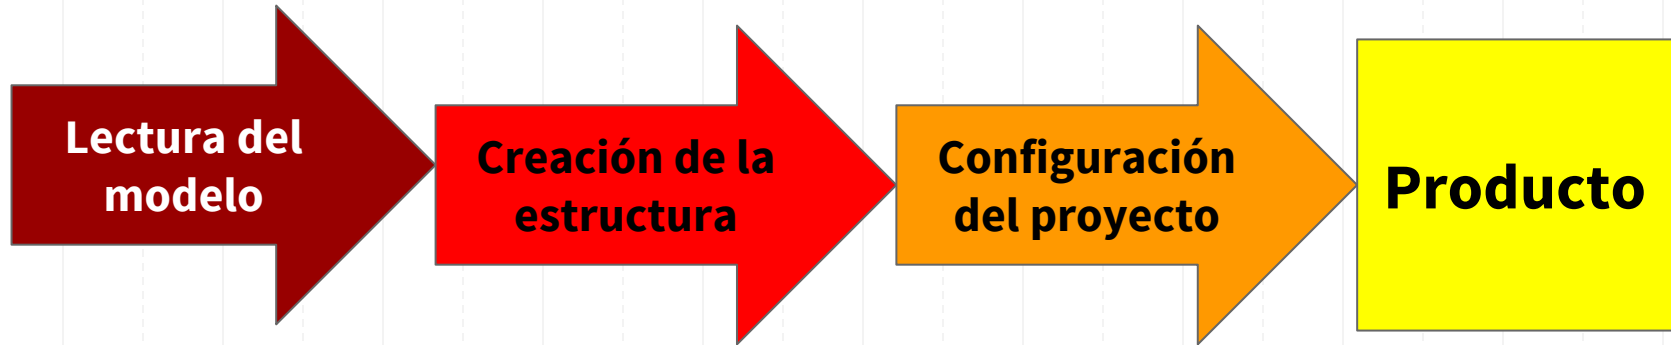 Lectura del
modelo
Creación de la
estructura
Configuración
del proyecto
Producto